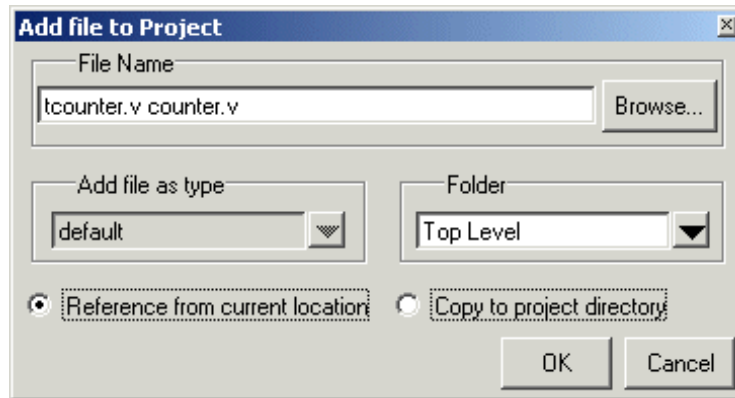 Add file to Project
File Name
tcounter.v counter.v
Browse...
Add file as type
Folder
default
Top Level
Reference from current location
Copy to project directory
OK
Cancel